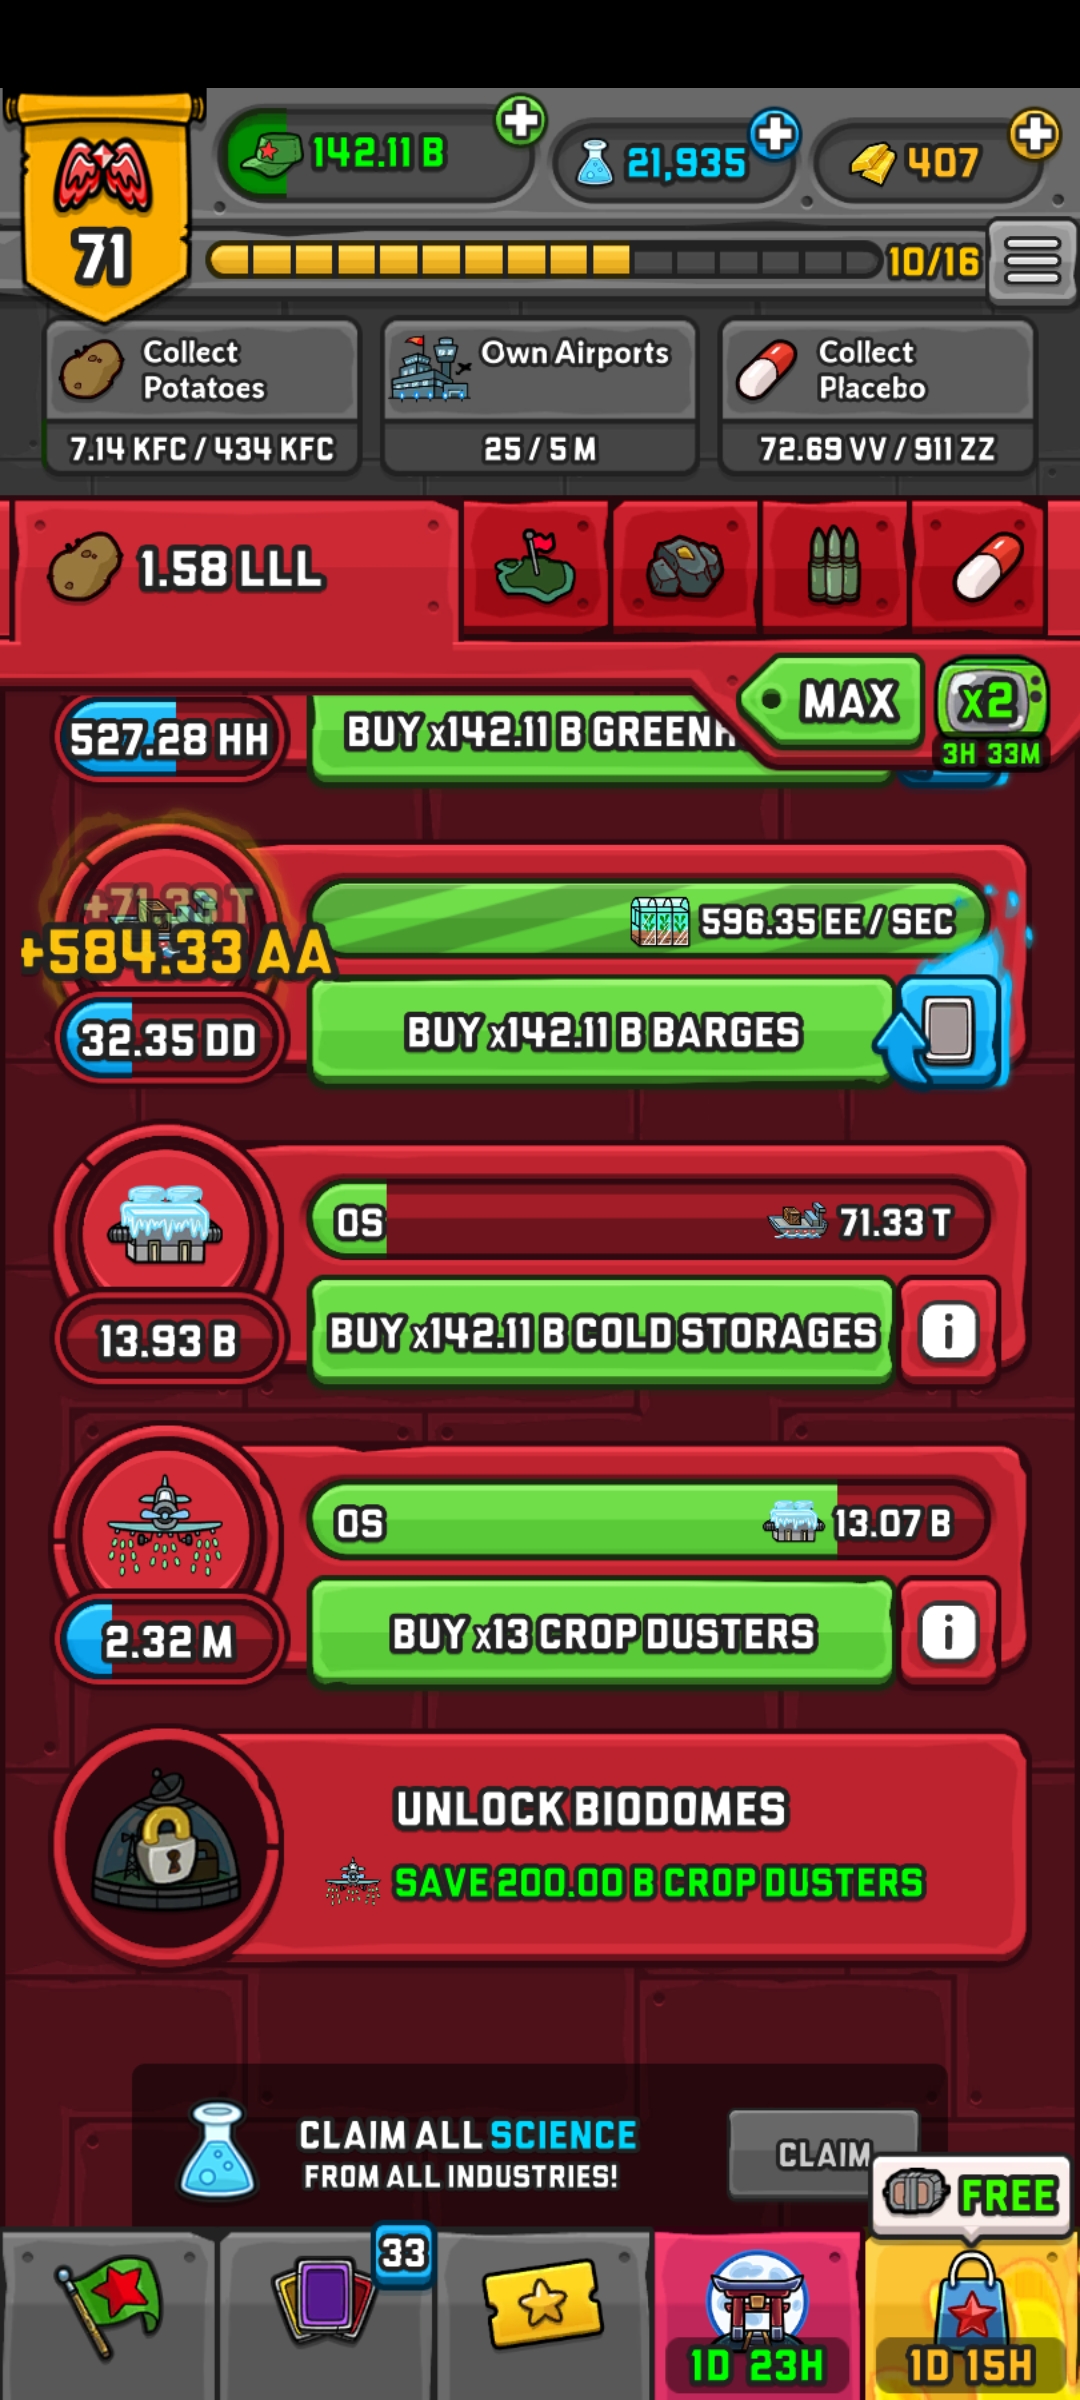 71
142.11 B
21,935
407
10/16
Collect
Potatoes
7.14 KFC / 434 KFC
Own Airports
25 / 5 M
Collect
Placebo
72.69 VV / 911 ZZ
1.58 LLL
MAX
x2
3H 33M
527.28 HH
BUY x142.11 B
+71.33 T
+584.33 AA
596.35 EE / SEC
32.35 DD
BUY x142.11 B BARGES
0S
71.33 T
13.93 B
BUY x142.11 B COLD STORAGES
i
0S
13.07 B
2.32 M
BUY x13 CROP DUSTERS
i
UNLOCK BIODOMES
SAVE 200.00 B CROP DUSTERS
CLAIM ALL SCIENCE
FROM ALL INDUSTRIES!
CLAIM
FREE
33
1D 23H
1D 15H